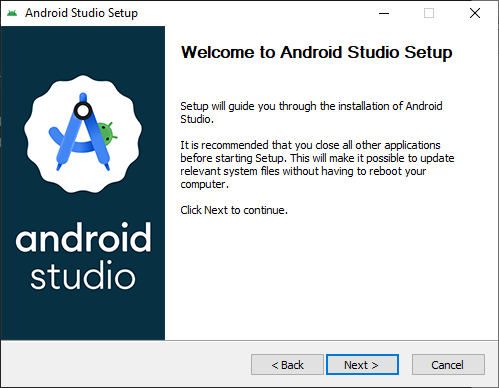 Android Studio Setup
Welcome to Android Studio Setup
Setup will guide you through the installation of Android
Studio.
It is recommended that you close all other applications
before starting Setup. This will make it possible to update
relevant system files without having to reboot your
computer.
Click Next to continue.
android
studio
< Back
Next >
Cancel